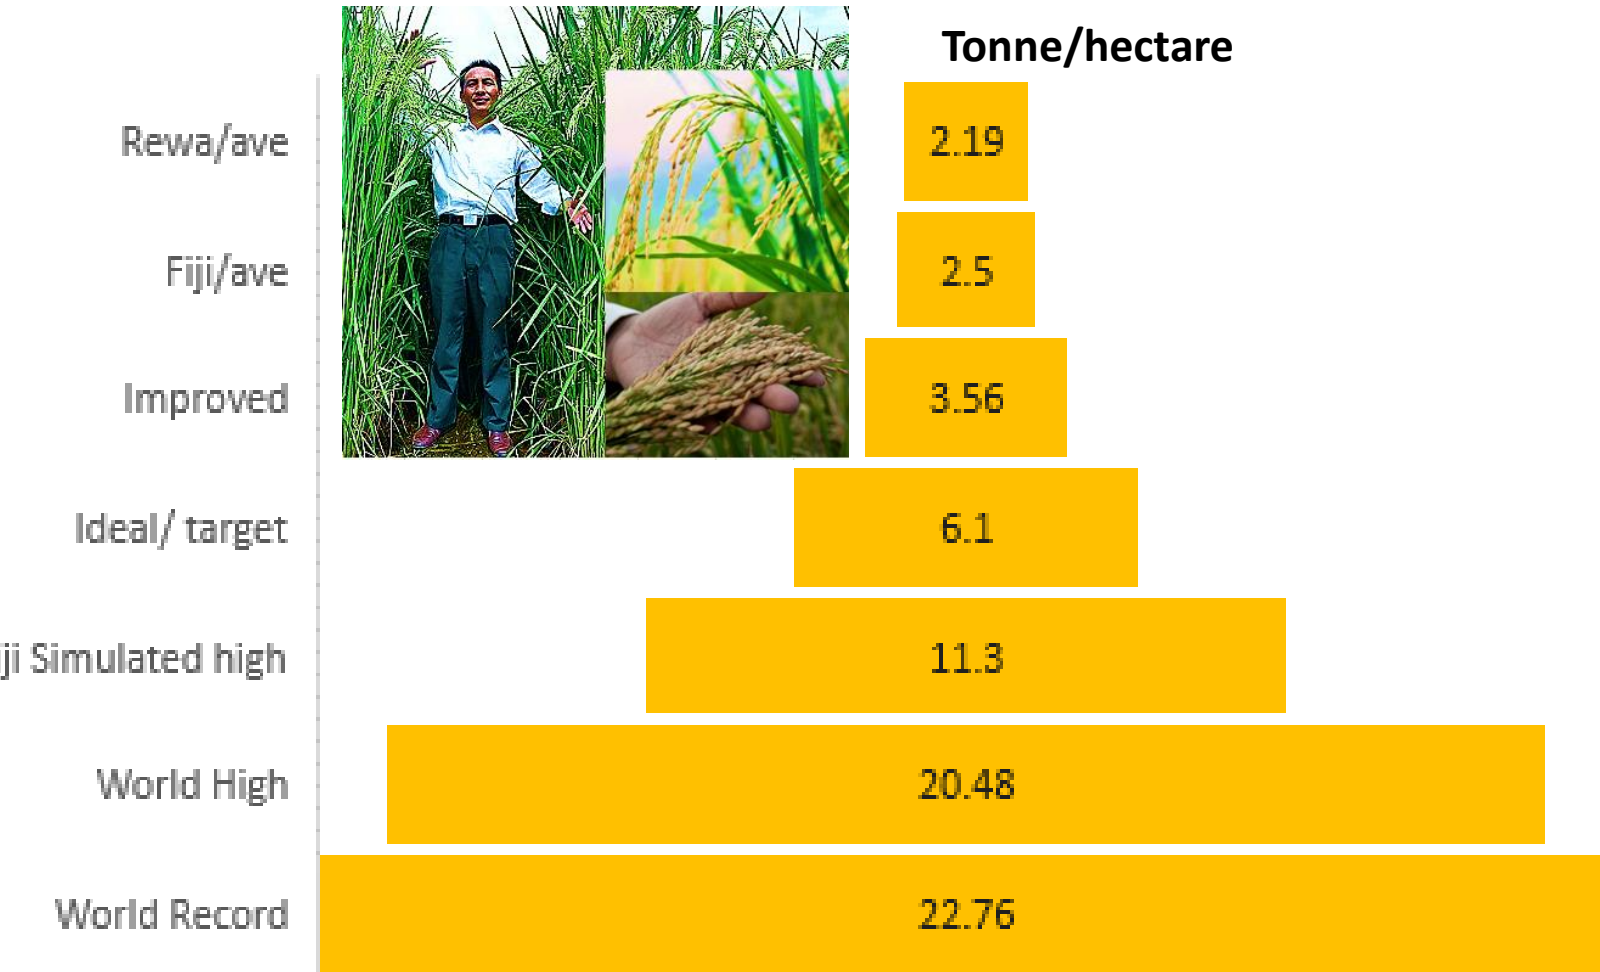 Tonne/hectare
Rewa/ave
2.19
Fiji/ave
2.5
Improved
3.56
Ideal/ target
6.1
ji Simulated high
11.3
World High
20.48
World Record
22.76